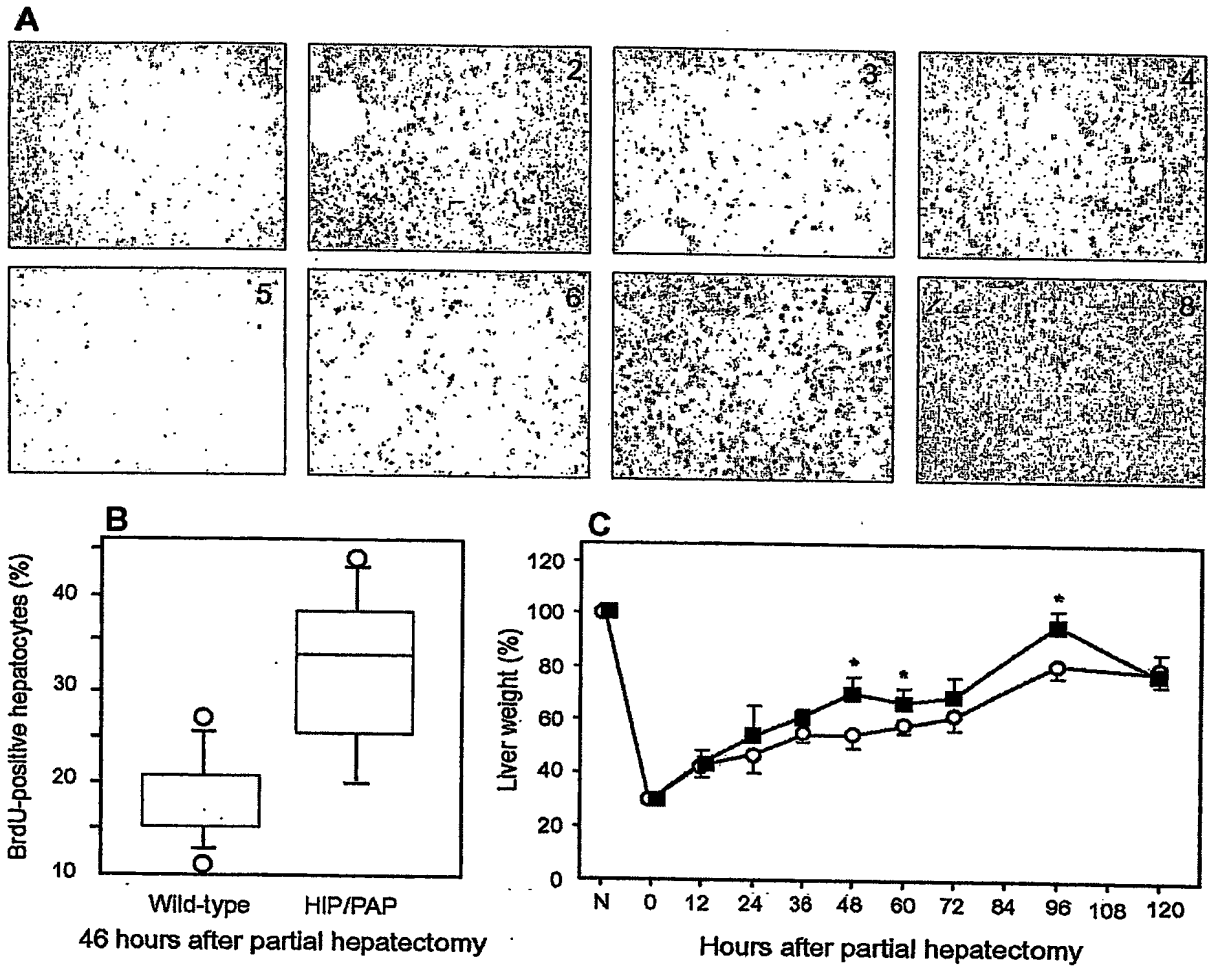 A
1 2 3 4
5 6 7 8
B
BrdU-positive hepatocytes (%)
40
30
20
10
Wild-type HIP/PAP
46 hours after partial hepatectomy
C
Liver weight (%)
120
100
80
60
40
20
0
* * *
N 0 12 24 36 48 60 72 84 96 108 120
Hours after partial hepatectomy